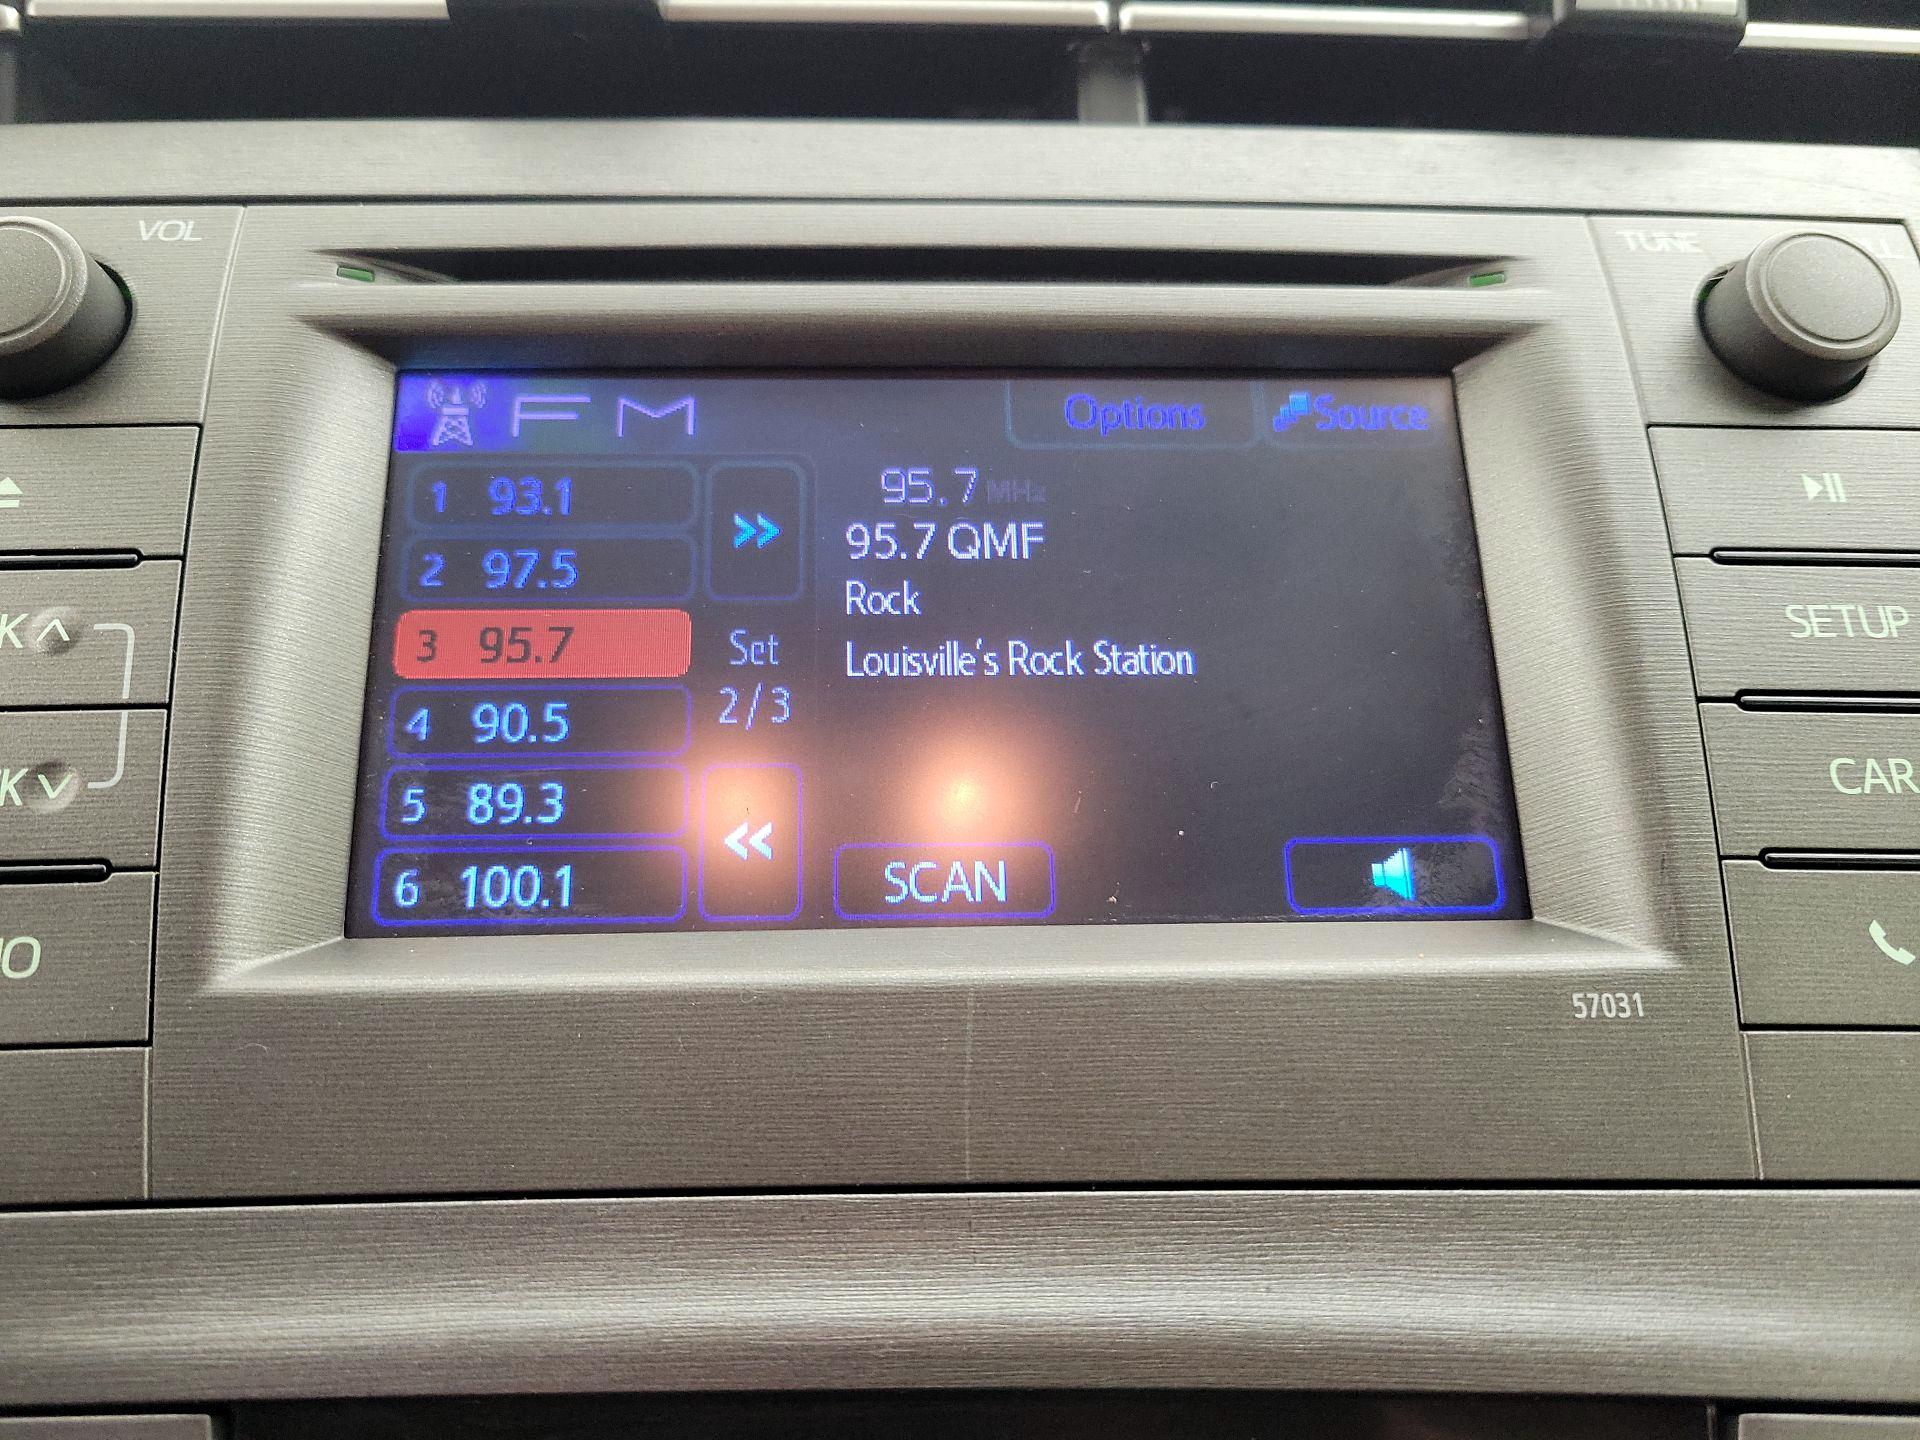 VOL
TUNE
FM
Options
Source
1 93.1
2 97.5
3 95.7
4 90.5
5 89.3
6 100.1
Set
2/3
95.7 MHz
95.7 QMF
Rock
Louisville's Rock Station
SCAN
SETUP
CAR
57031